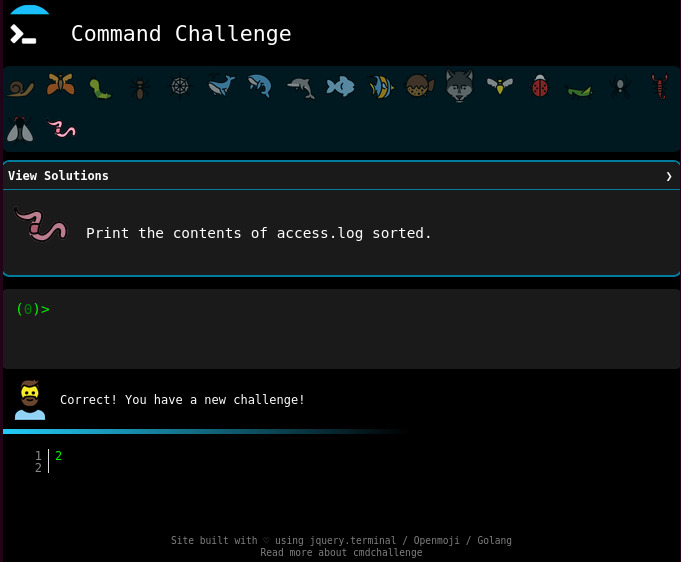 Command Challenge
View Solutions ❯
Print the contents of access.log sorted.
(0)>
Correct! You have a new challenge!
1 2
2
Site built with ♡ using jquery.terminal / Openmoji / Golang
Read more about cmdchallenge